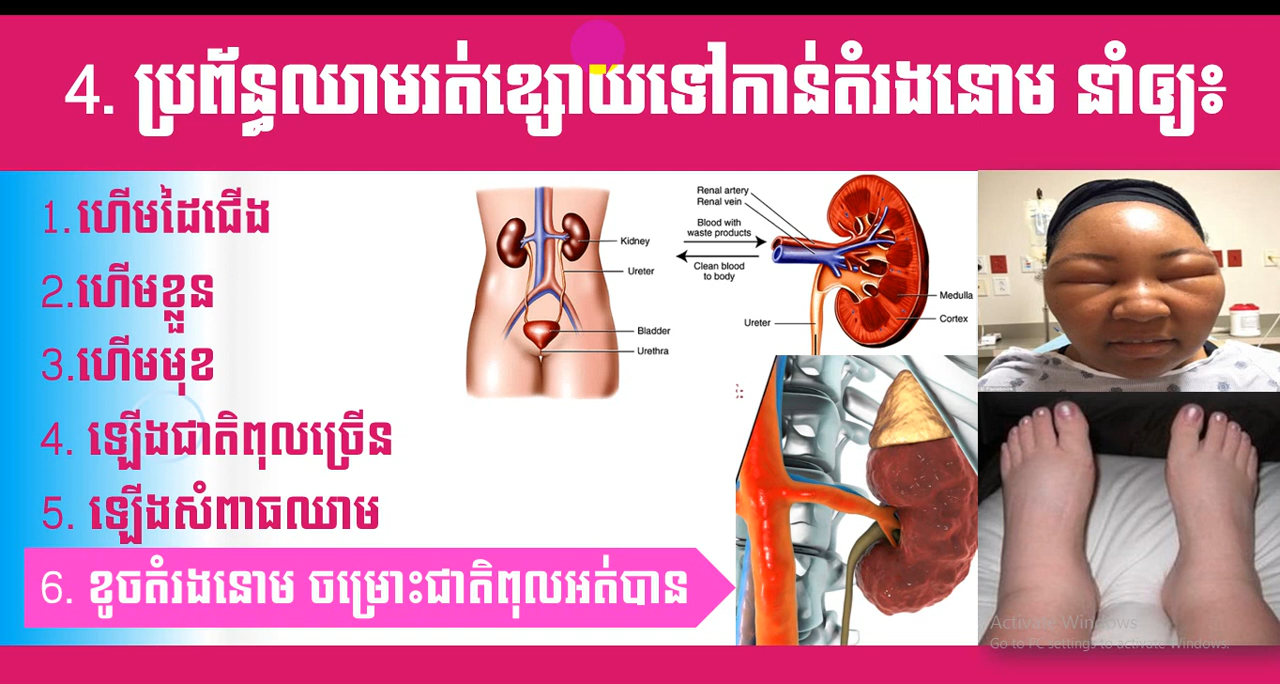 4. ប្រព័ន្ធឈាមរត់ខ្សោយទៅកាន់តំរងនោម នាំឲ្យ៖
1. ហើមដៃជើង
2.ហើមខ្លួន
3.ហើមមុខ
4. ឡើងជាតិពុលច្រើន
5. ឡើងសំពាធឈាម
6. ខូចតំរងនោម ចម្រោះជាតិពុលអត់បាន
Kidney
Ureter
Bladder
Urethra
Renal artery
Renal vein
Blood with
waste products
Clean blood
to body
Ureter
Medulla
Cortex
Activate Windows
Go to PC settings to activate Windows.